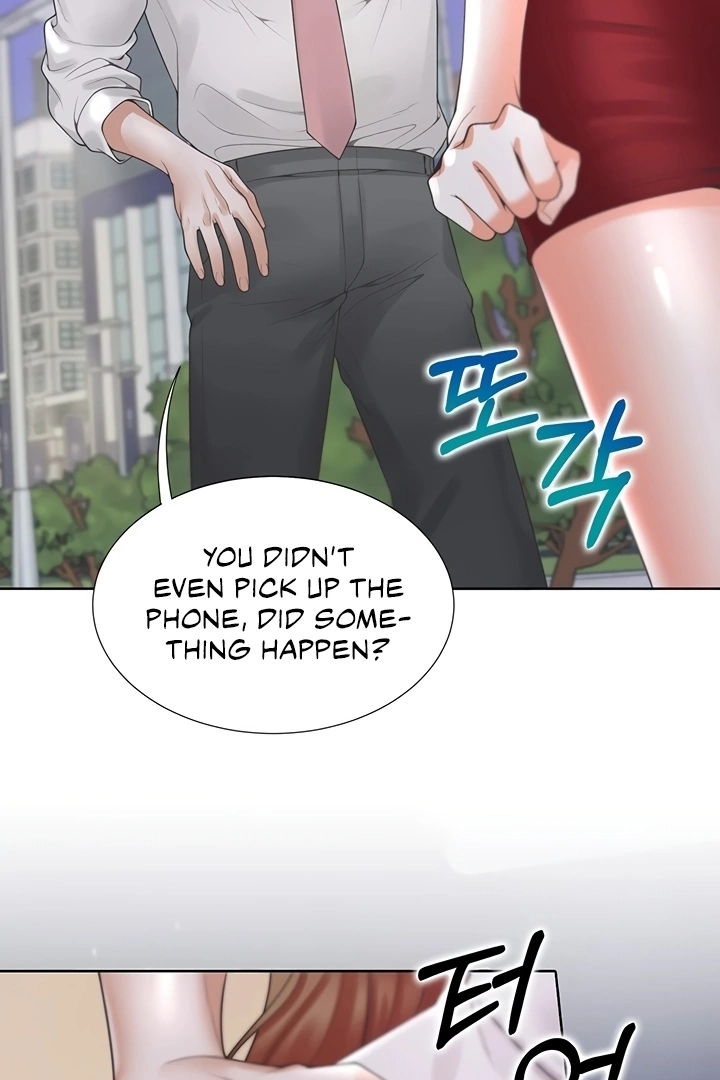 또각
YOU DIDN'T
EVEN PICK UP THE
PHONE, DID SOME-
THING HAPPEN?
터